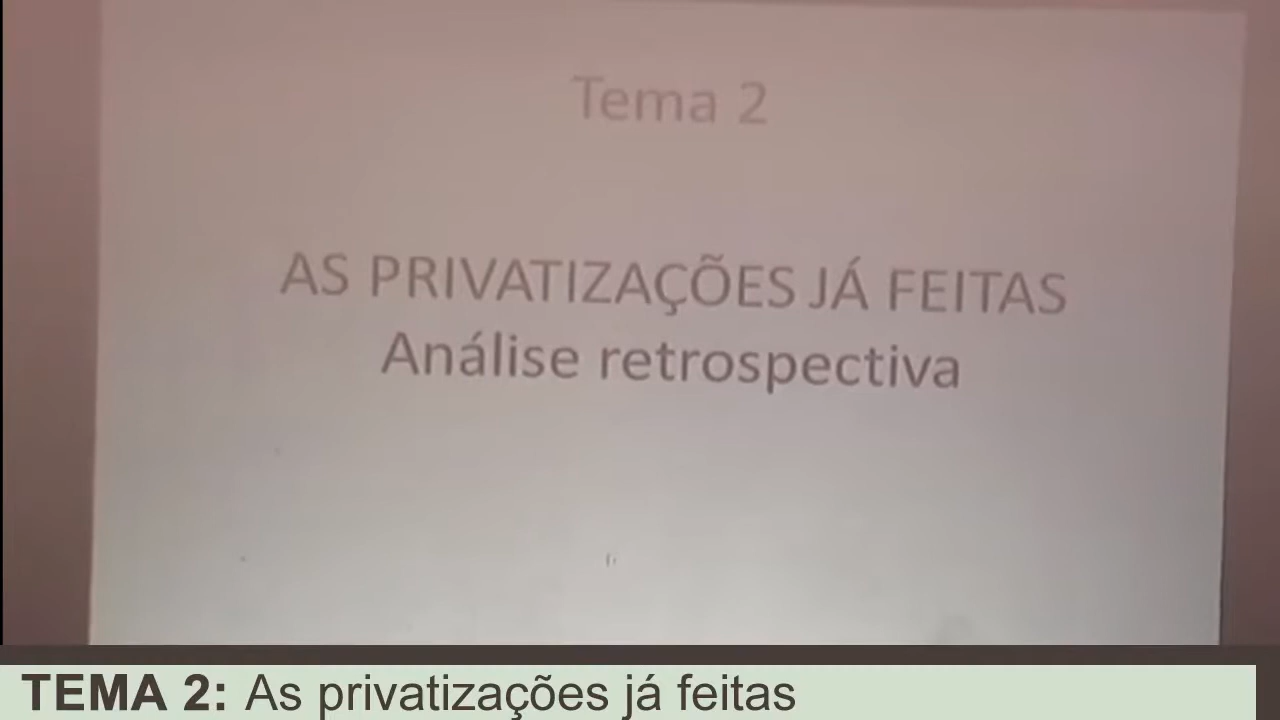 Tema 2
AS PRIVATIZAÇÕES JÁ FEITAS
Análise retrospectiva
TEMA 2: As privatizações já feitas